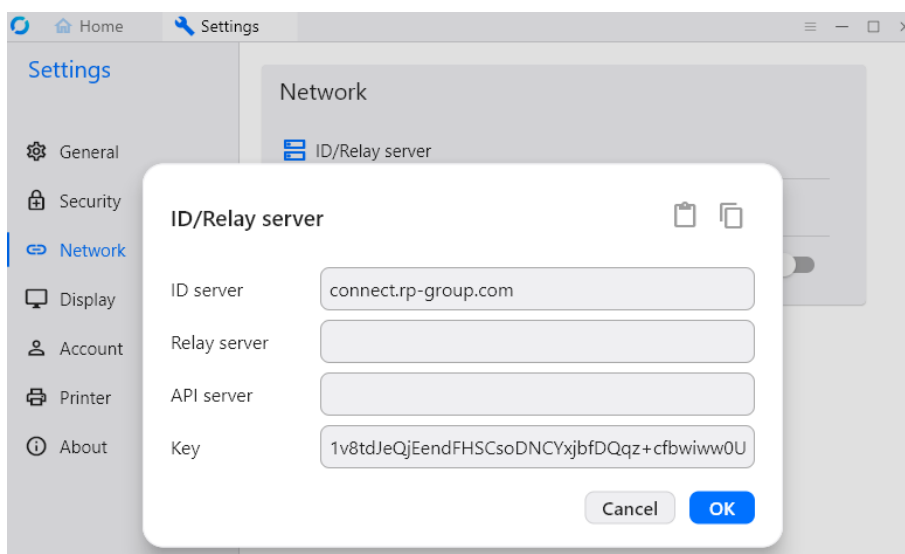 Home
Settings
Settings
Network
ID/Relay server
General
Security
Network
Display
Account
Printer
About
ID/Relay server
ID server
connect.rp-group.com
Relay server
API server
Key
1v8tdJeQjEendFHSCsoDNCYxjbfDQqz+cfbwiww0U
Cancel
OK